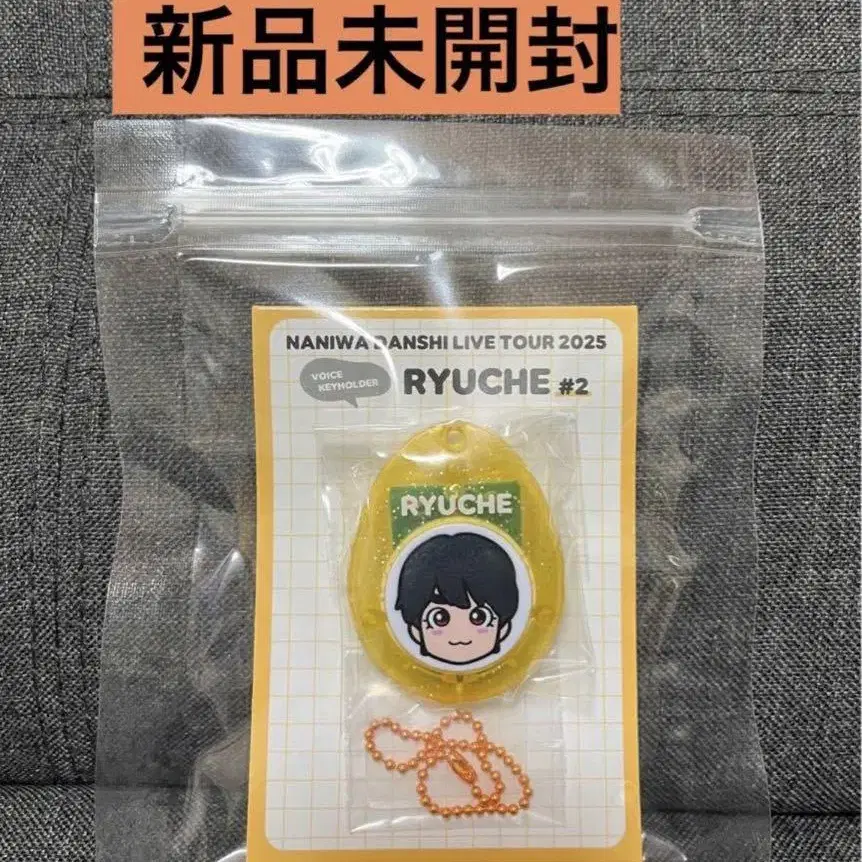 新品未開封
NANIWA DANSHI LIVE TOUR 2025
VOICE
KEYHOLDER
RYUCHE #2
RYUCHE